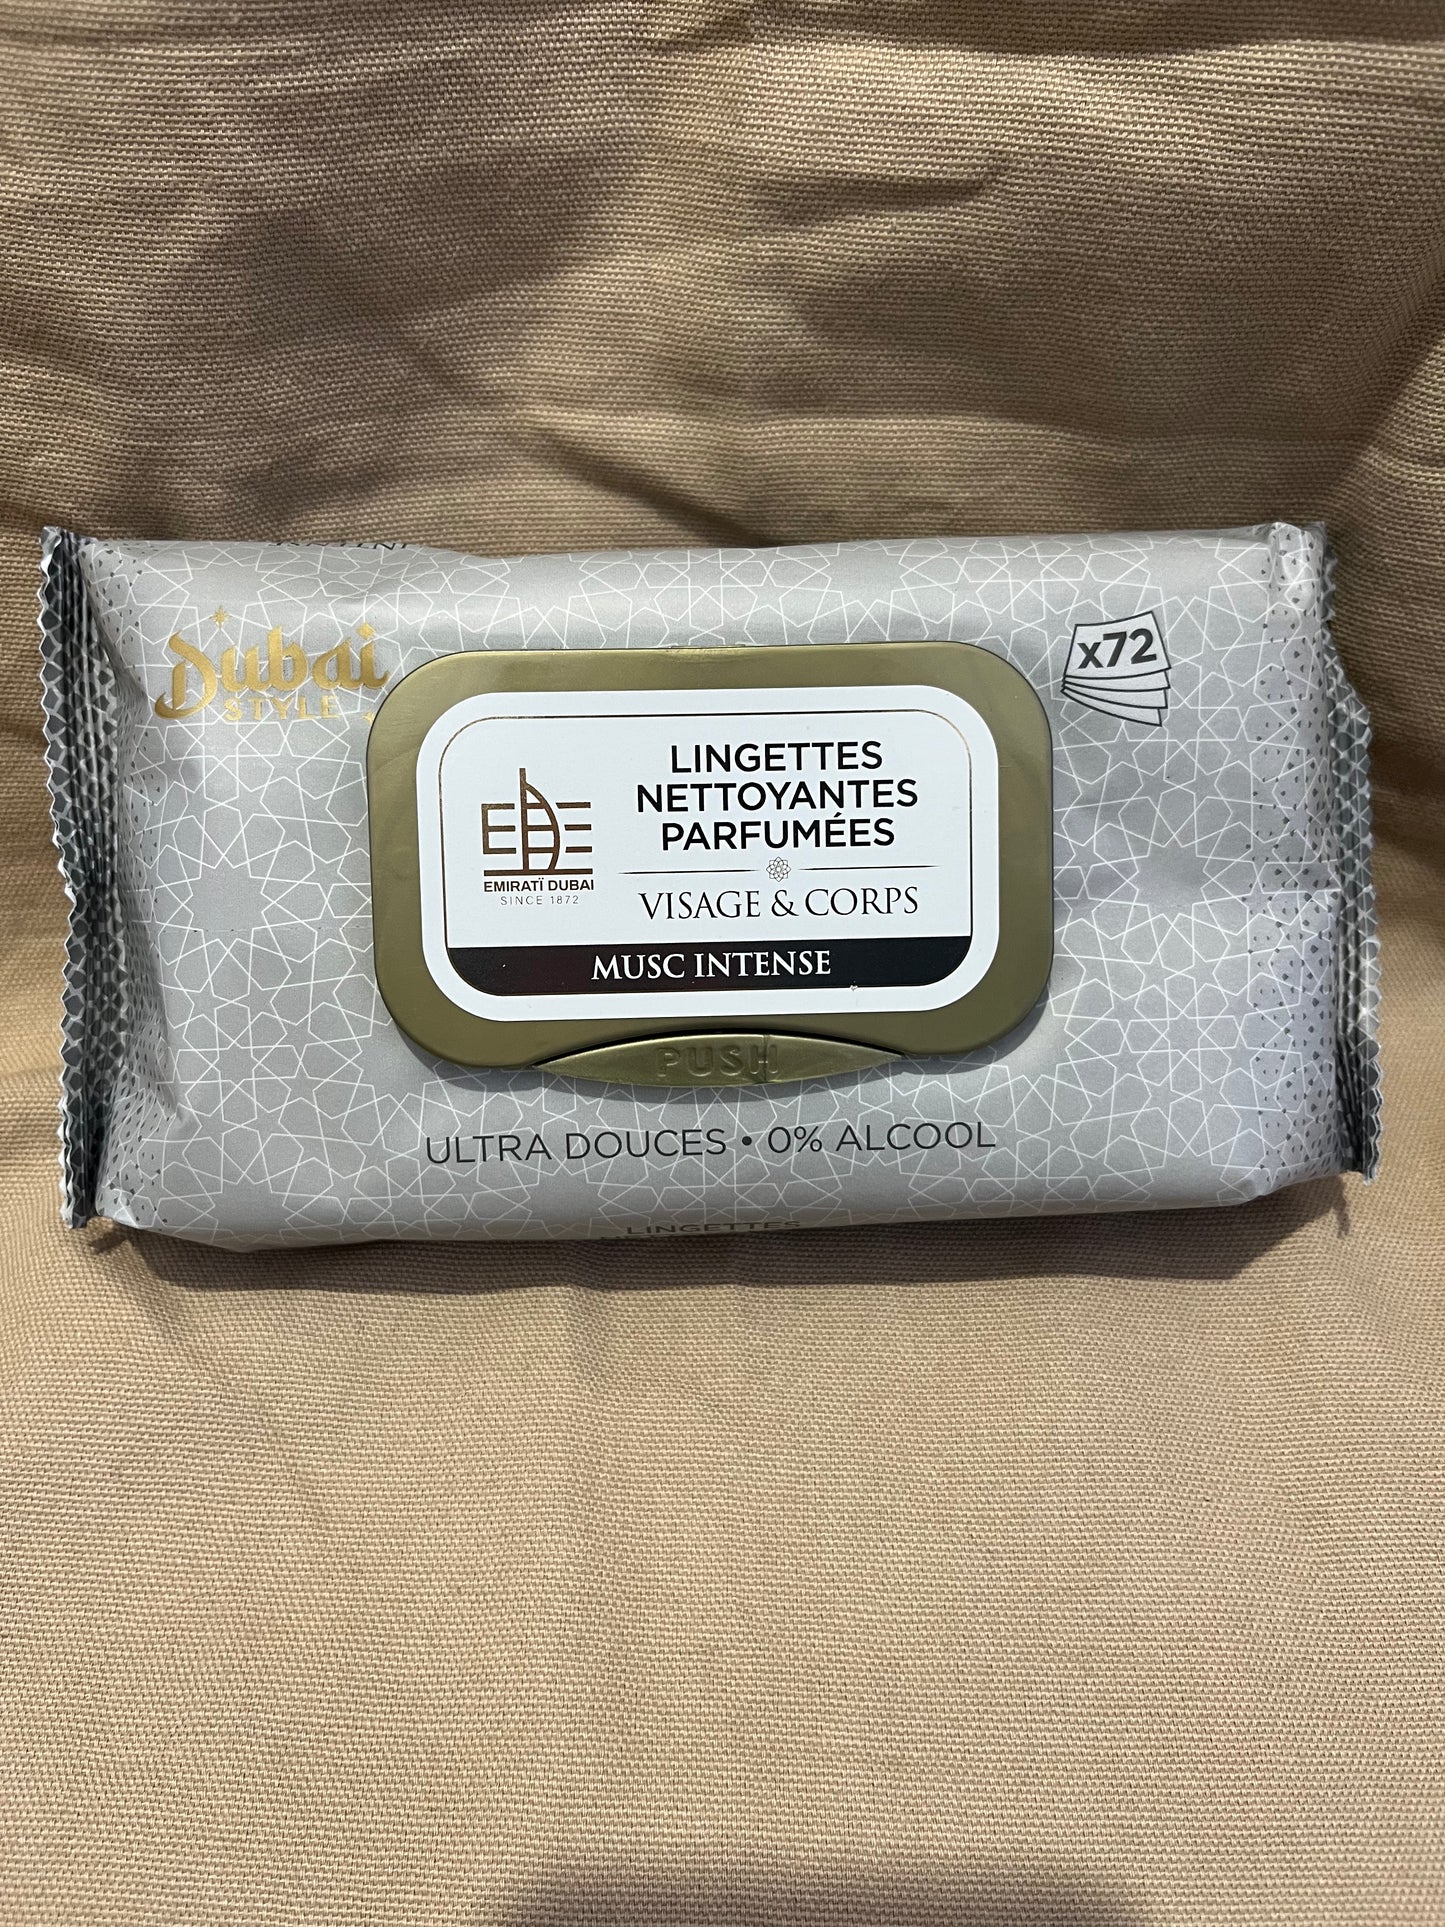 Dubai
STYLE
x72
LINGETTES
NETTOYANTES
PARFUMÉES
EMIRATÏ DUBAI
SINCE 1872
VISAGE & CORPS
MUSC INTENSE
PUSH
ULTRA DOUCES • 0% ALCOOL
LINGETTES